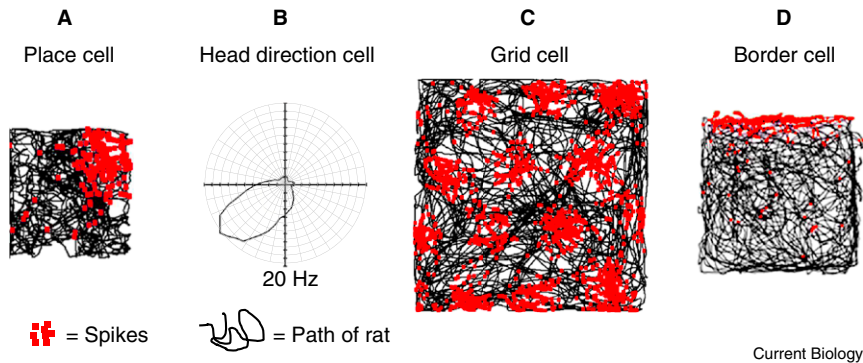 A
Place cell
B
Head direction cell
C
Grid cell
D
Border cell
20 Hz
= Spikes
= Path of rat
Current Biology